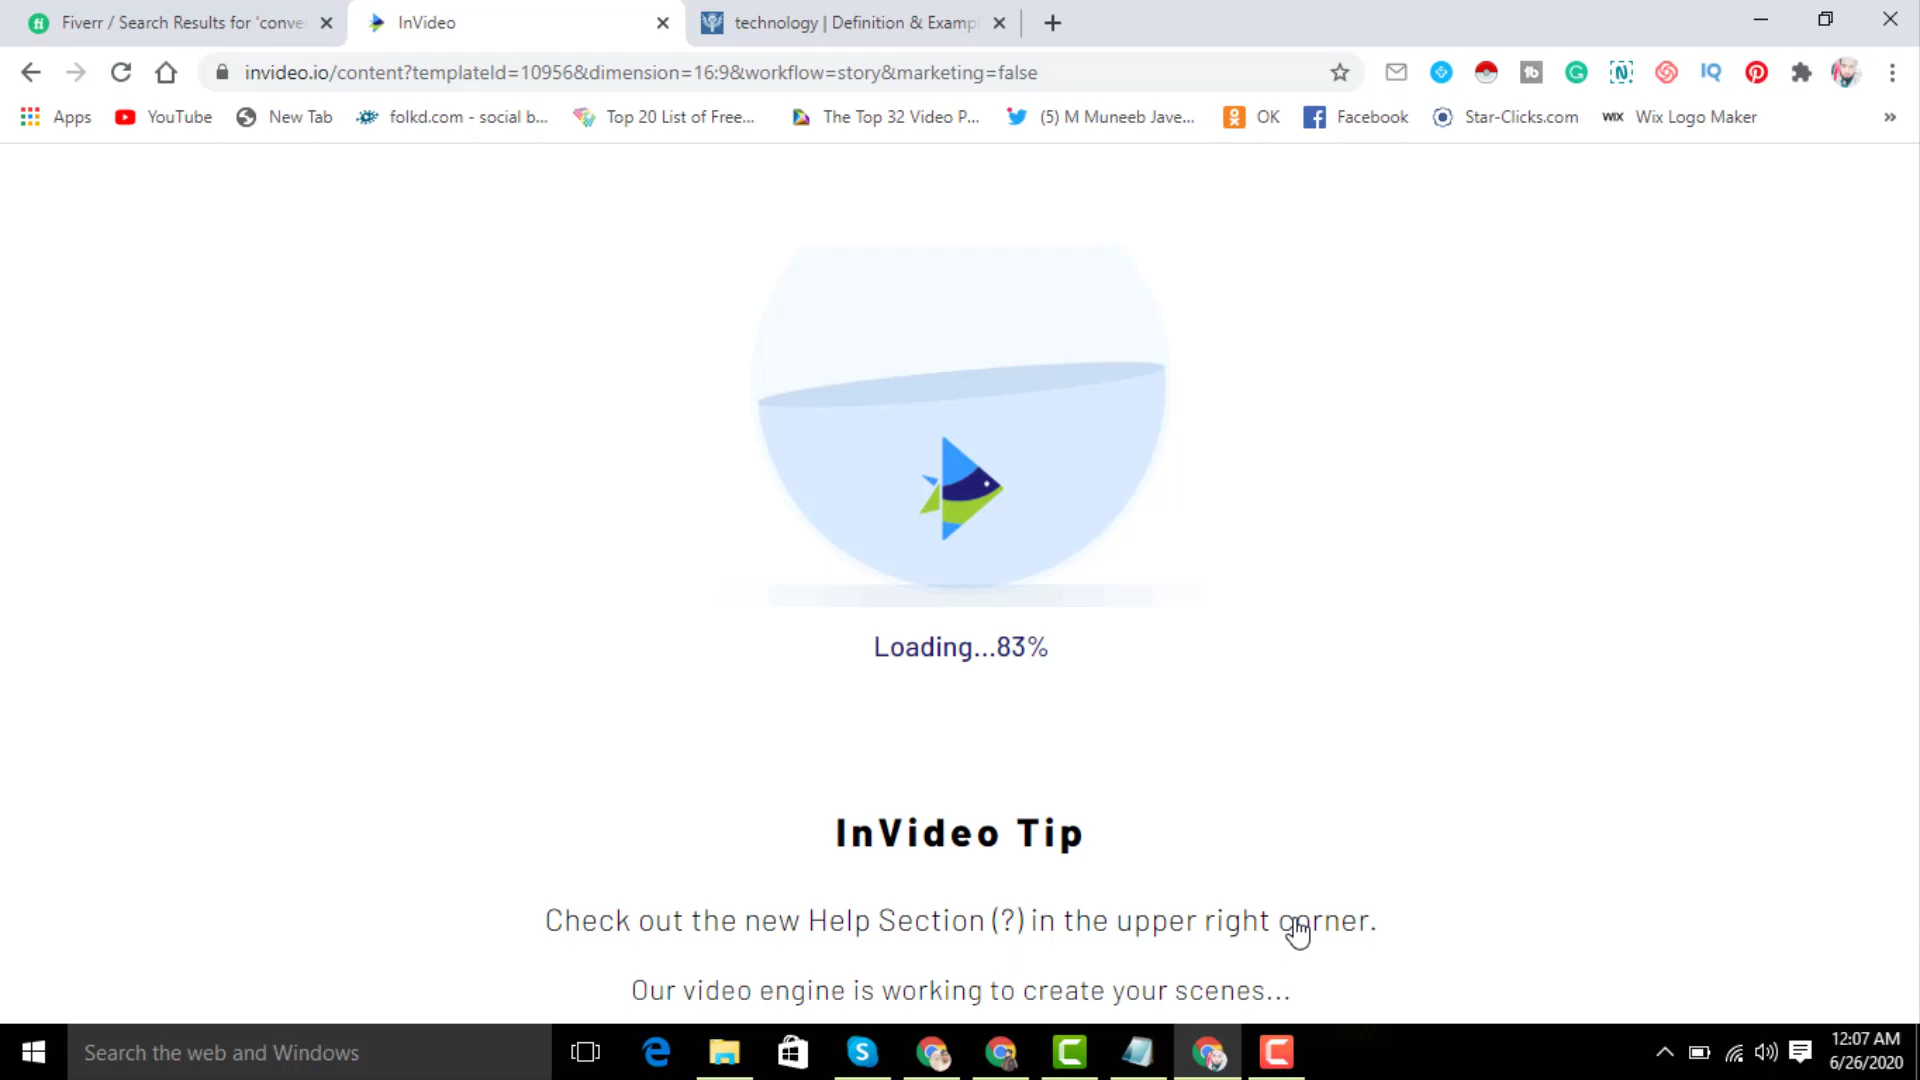 Fiverr / Search Results for 'conve
InVideo
technology | Definition & Examp
invideo.io/content?templateId=10956&dimension=16:9&workflow=story&marketing=false
Apps
YouTube
New Tab
folkd.com - social b...
Top 20 List of Free...
The Top 32 Video P...
(5) M Muneeb Jave...
OK
Facebook
Star-Clicks.com
WIX
Wix Logo Maker
Loading...83%
InVideo Tip
Check out the new Help Section (?) in the upper right corner.
Our video engine is working to create your scenes...
Search the web and Windows
12:07 AM
6/26/2020